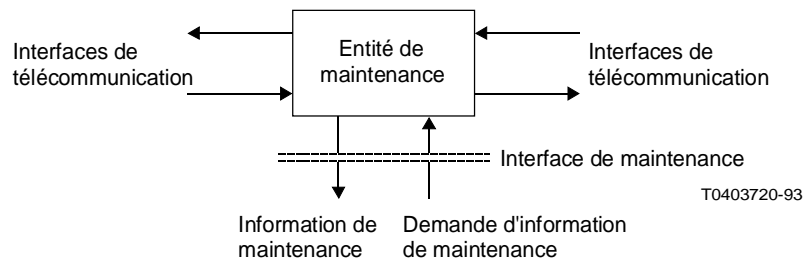 Interfaces de
télécommunication
Entité de
maintenance
Interfaces de
télécommunication
Interface de maintenance
T0403720-93
Information de
maintenance
Demande d'information
de maintenance